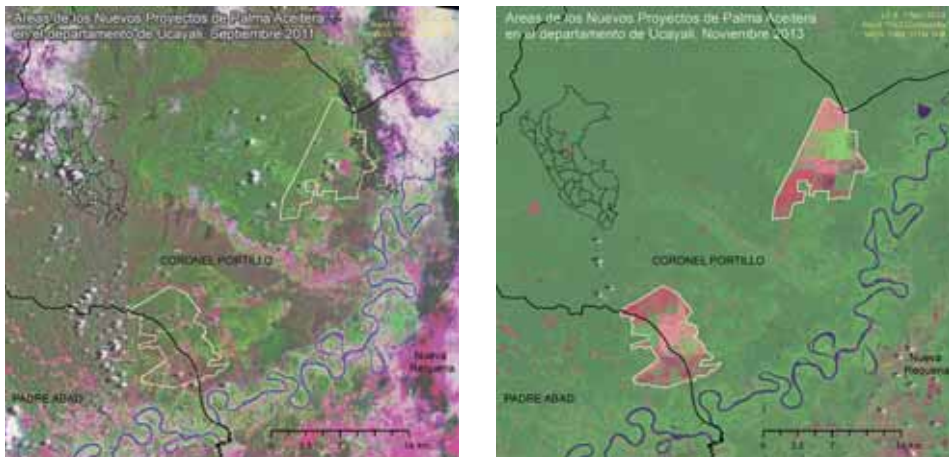 Areas de los Nuevos Proyectos de Palma Aceitera
en el departamento de Ucayali. Septiembre 2011
CORONEL PORTILLO
Nueva
Requena
PADRE ABAD
Areas de los Nuevos Proyectos de Palma Aceitera
en el departamento de Ucayali. Noviembre 2013
CORONEL PORTILLO
Nueva
Requena
PADRE ABAD